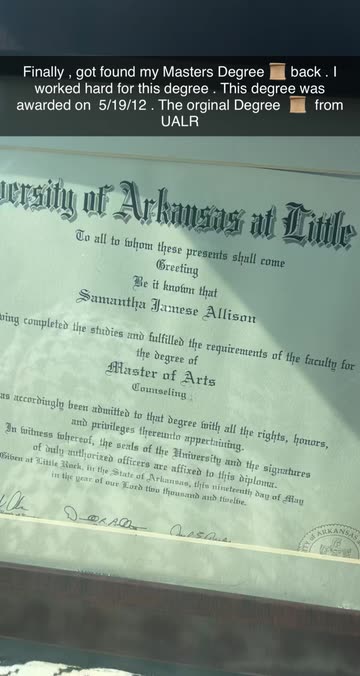 Finally , got found my Masters Degree 📜 back . I
worked hard for this degree . This degree was
awarded on 5/19/12 . The orginal Degree 📜 from
UALR
versity of Arkansas at Little
To all to whom these presents shall come
Greeting
Be it known that
Samantha Jamese Allison
ving completed the studies and fulfilled the requirements of the faculty for
the degree of
Master of Arts
Counseling
as accordingly been admitted to that degree with all the rights, honors,
and privileges thereunto appertaining.
In witness whereof, the seals of the University and the signatures
of duly authorized officers are affixed to this diploma.
Given at Little Rock, in the State of Arkansas, this nineteenth day of May
in the year of our Lord two thousand and twelve.
OF ARKANSAS